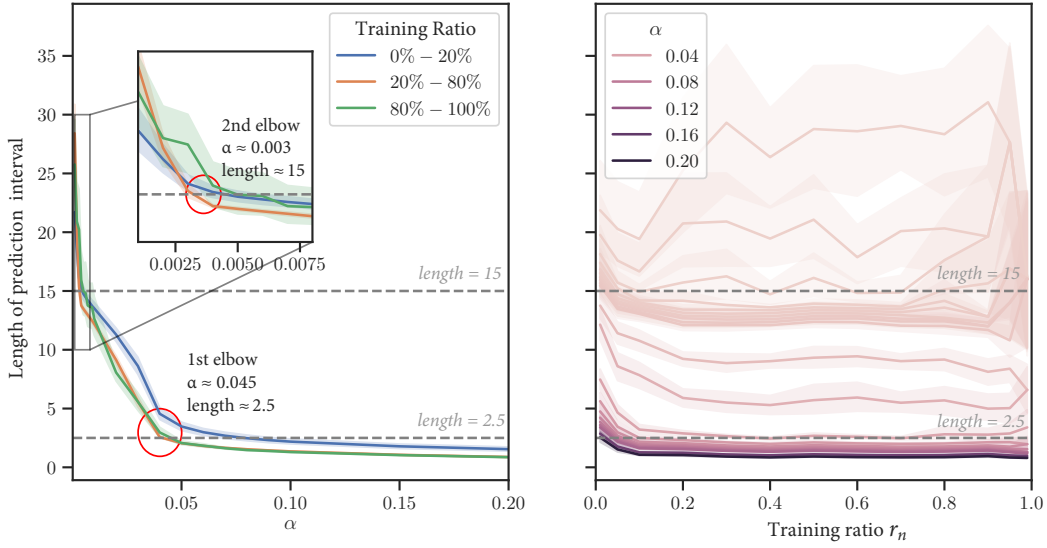 Length of prediction interval
35
30
25
20
15
10
5
0
Training Ratio
0% − 20%
20% − 80%
80% − 100%
2nd elbow
α ≈ 0.003
length ≈ 15
0.0025
0.0050
0.0075
length = 15
1st elbow
α ≈ 0.045
length ≈ 2.5
length = 2.5
0.05
0.10
0.15
0.20
α
α
0.04
0.08
0.12
0.16
0.20
length = 15
length = 2.5
0.0
0.2
0.4
0.6
0.8
1.0
Training ratio rₙ